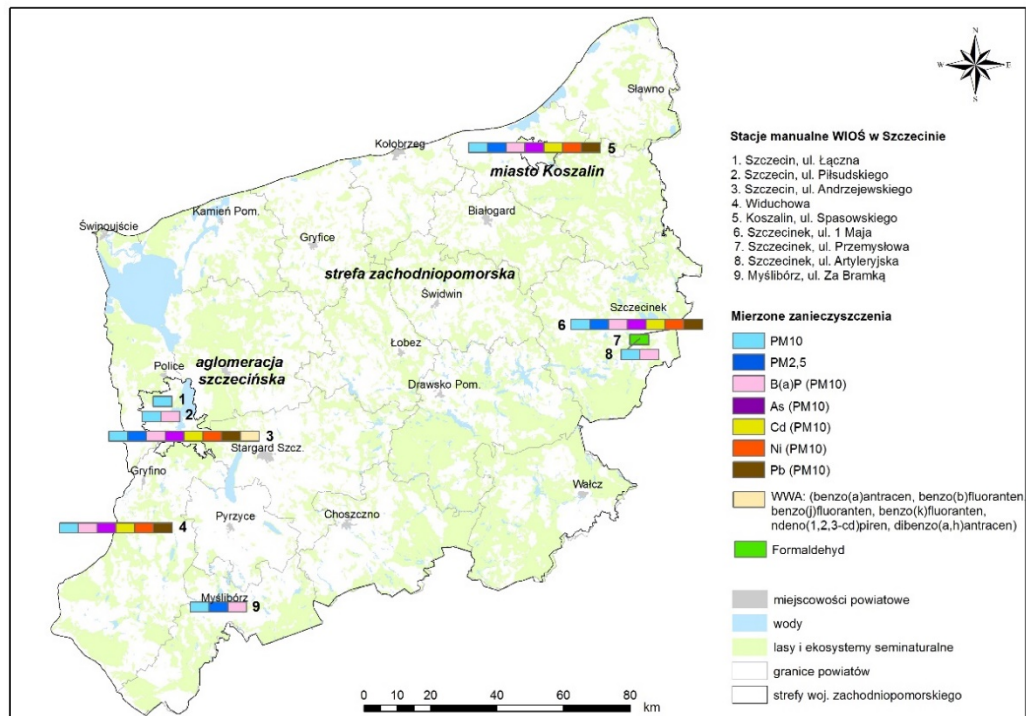 N
W E
S
Sławno
Kołobrzeg
5
miasto Koszalin
Kamień Pom.
Świnoujście
Białogard
Gryfice
strefa zachodniopomorska
Świdwin
Szczecinek
6
7
8
Łobez
aglomeracja
szczecińska
Police
Drawsko Pom.
1
2
3
Stargard Szcz.
Gryfino
Wałcz
4
Pyrzyce
Choszczno
Myślibórz
9
0 10 20 40 60 80
km
Stacje manualne WIOŚ w Szczecinie
1. Szczecin, ul. Łączna
2. Szczecin, ul. Piłsudskiego
3. Szczecin, ul. Andrzejewskiego
4. Widuchowa
5. Koszalin, ul. Spasowskiego
6. Szczecinek, ul. 1 Maja
7. Szczecinek, ul. Przemysłowa
8. Szczecinek, ul. Artyleryjska
9. Myślibórz, ul. Za Bramką
Mierzone zanieczyszczenia
PM10
PM2,5
B(a)P (PM10)
As (PM10)
Cd (PM10)
Ni (PM10)
Pb (PM10)
WWA: (benzo(a)antracen, benzo(b)fluoranten,
benzo(j)fluoranten, benzo(k)fluoranten,
ndeno(1,2,3-cd)piren, dibenzo(a,h)antracen)
Formaldehyd
miejscowości powiatowe
wody
lasy i ekosystemy seminaturalne
granice powiatów
strefy woj. zachodniopomorskiego